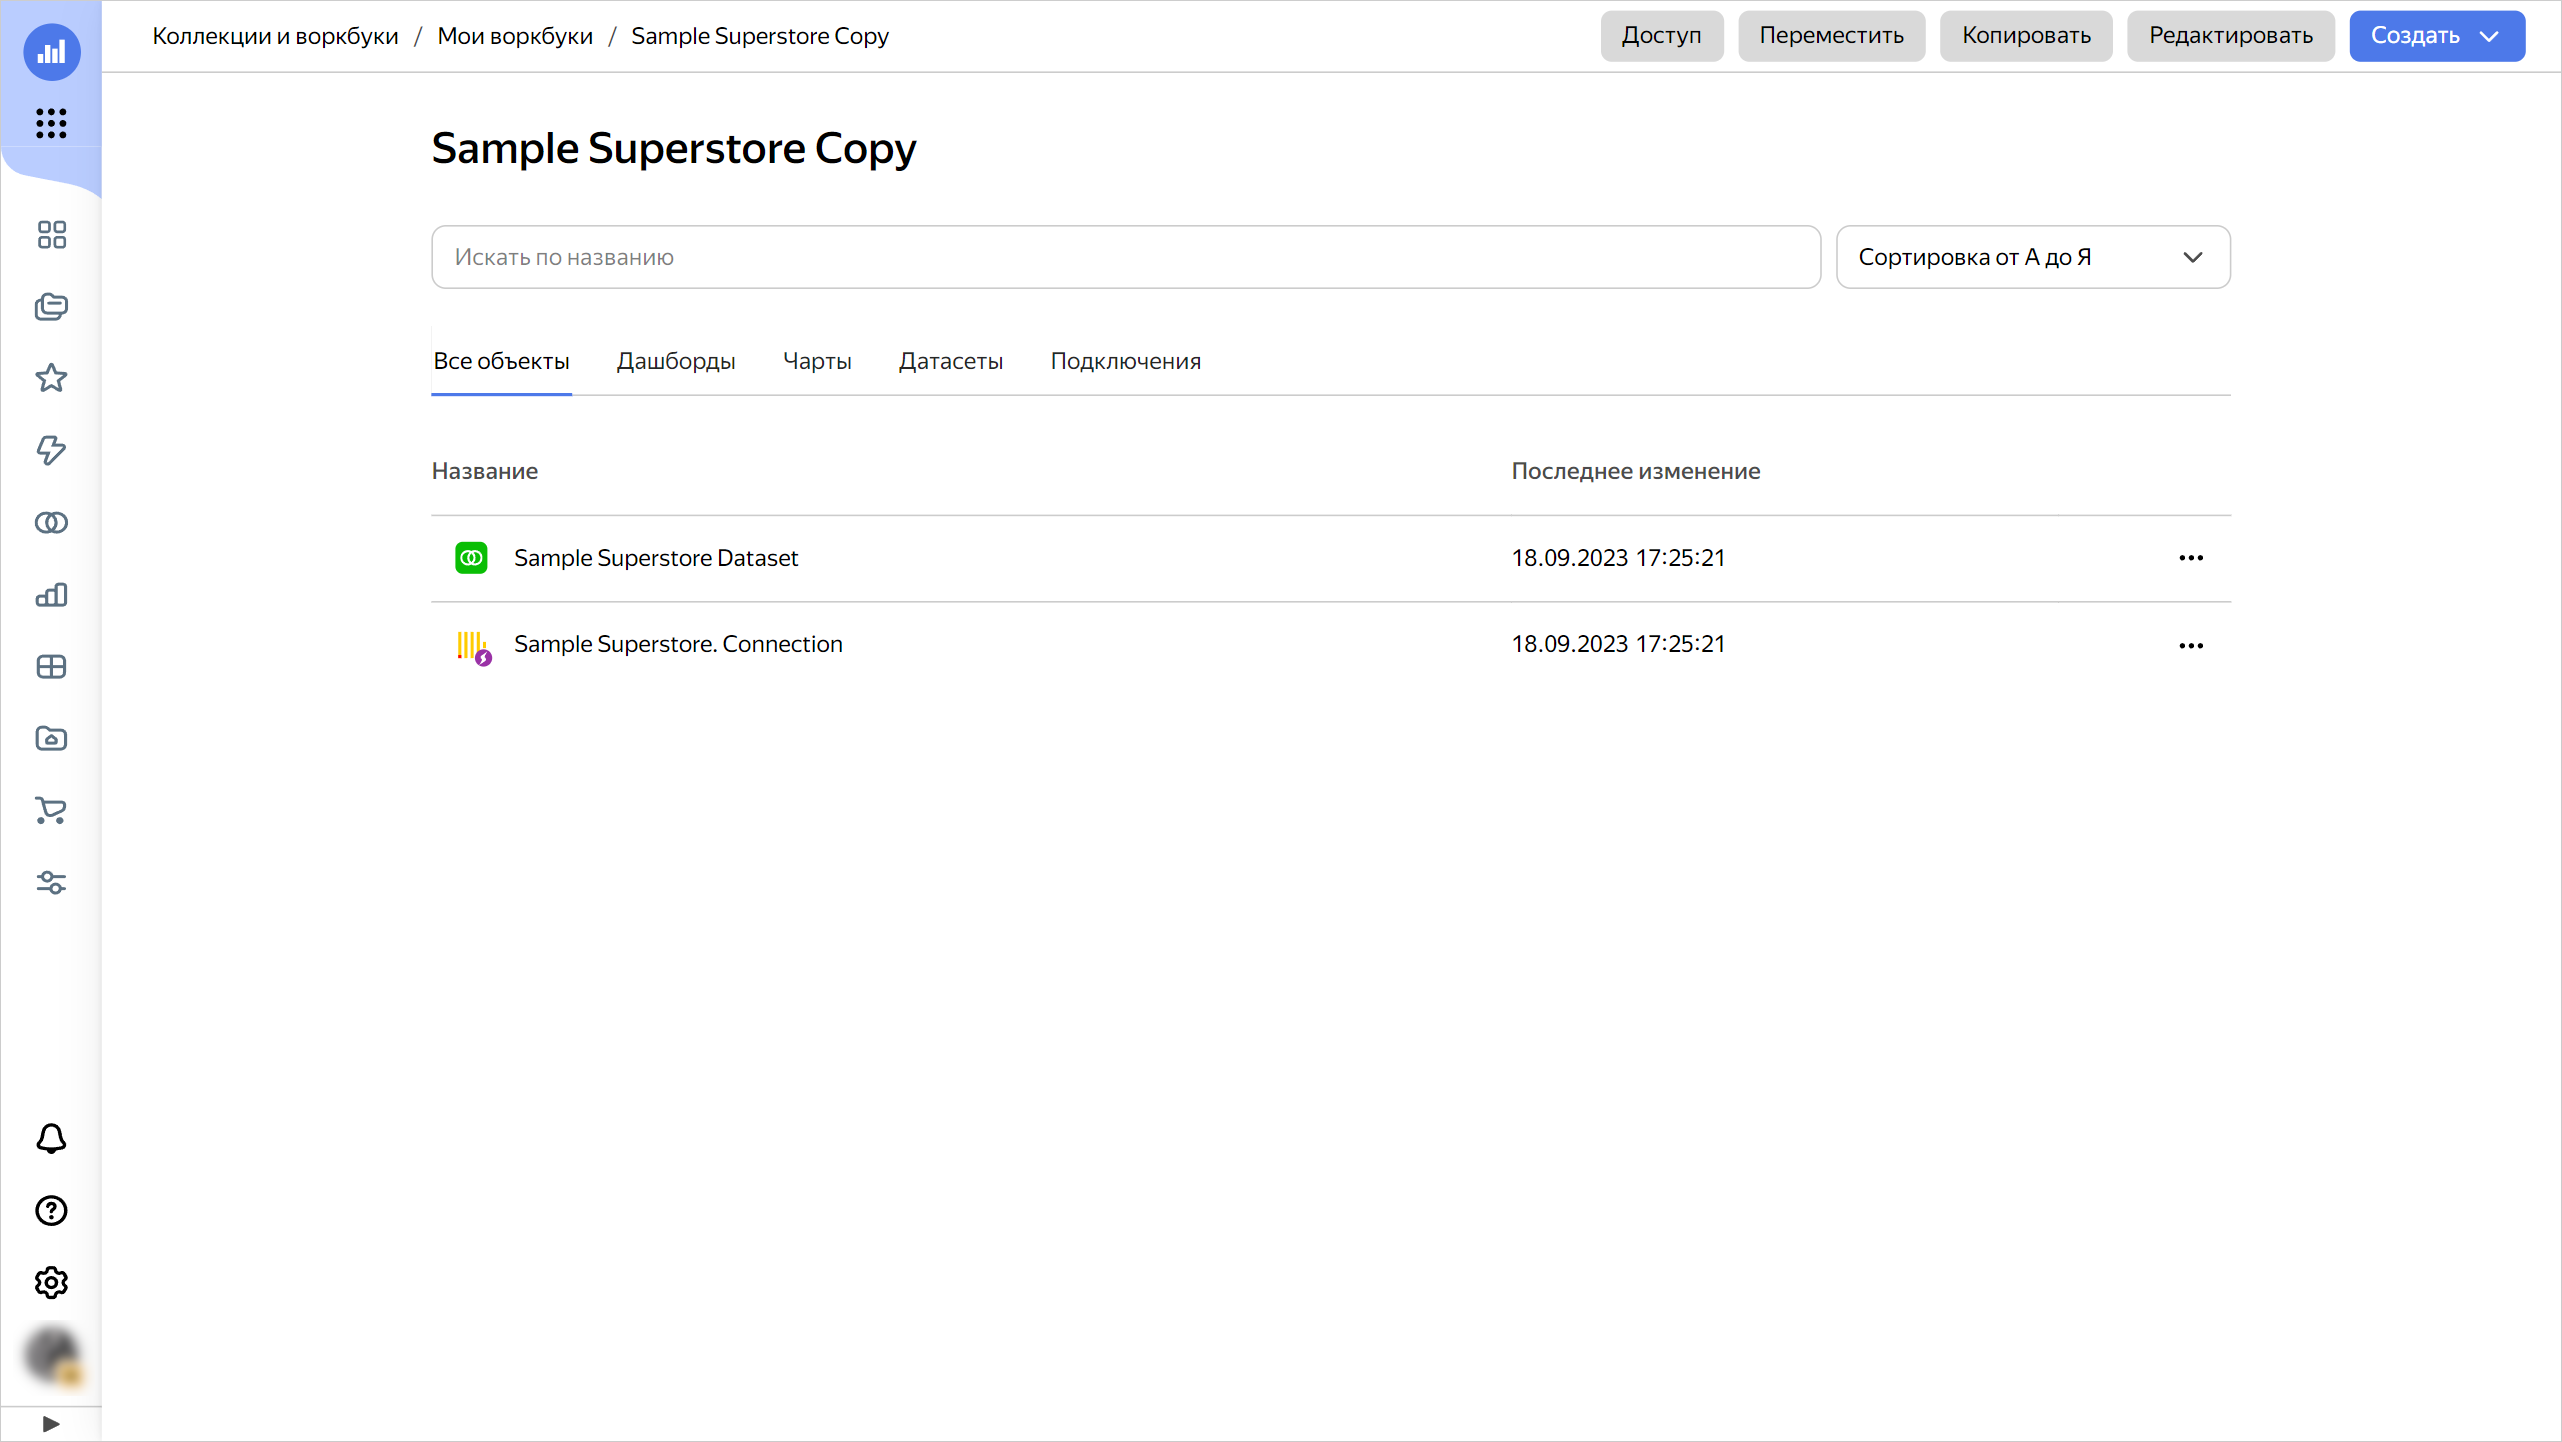 Коллекции и воркбуки / Мои воркбуки / Sample Superstore Copy
Доступ Переместить Копировать Редактировать Создать
Sample Superstore Copy
Искать по названию Сортировка от А до Я
Все объекты Дашборды Чарты Датасеты Подключения
Название Последнее изменение
Sample Superstore Dataset 18.09.2023 17:25:21
Sample Superstore. Connection 18.09.2023 17:25:21